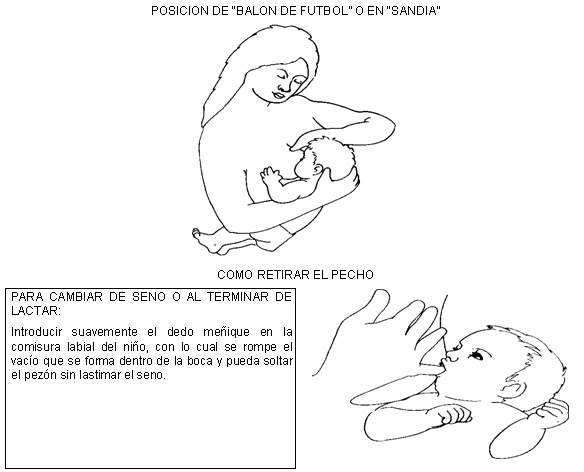 POSICION DE "BALON DE FUTBOL" O EN "SANDIA"
COMO RETIRAR EL PECHO
PARA CAMBIAR DE SENO O AL TERMINAR DE
LACTAR:
Introducir suavemente el dedo meñique en la
comisura labial del niño, con lo cual se rompe el
vacío que se forma dentro de la boca y pueda soltar
el pezón sin lastimar el seno.